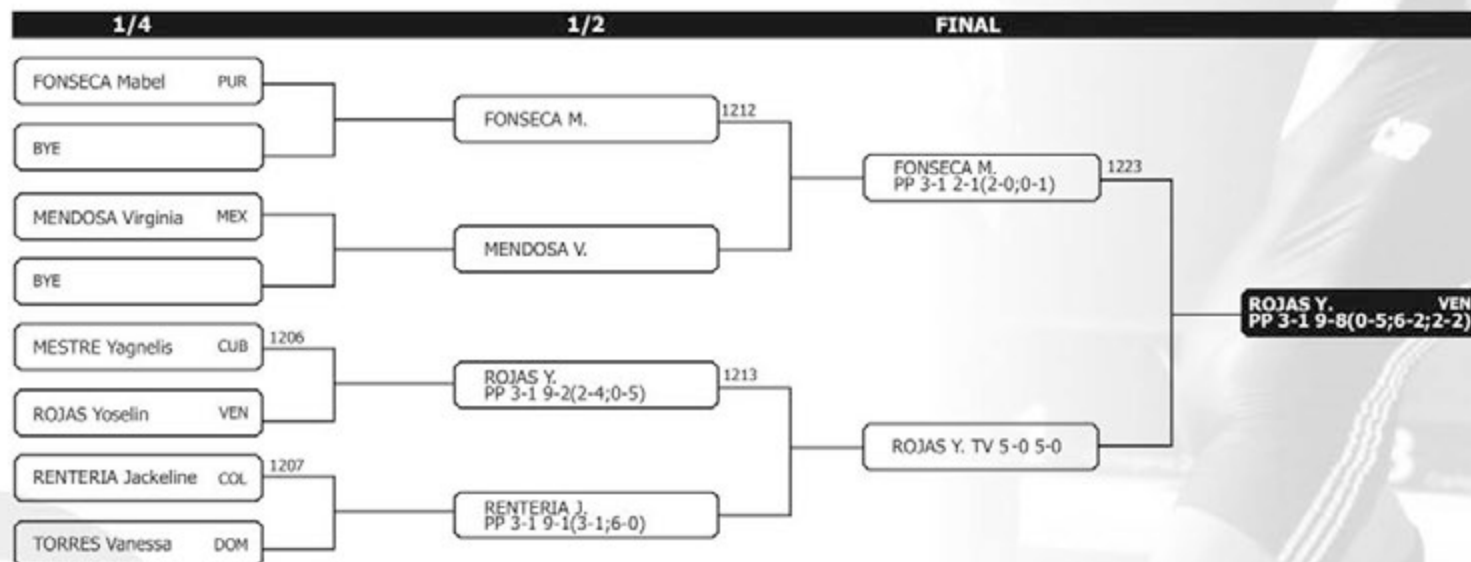 1/4 1/2 FINAL
FONSECA Mabel PUR
BYE
MENDOSA Virginia MEX
BYE
MESTRE Yagnelis CUB
1206
ROJAS Yoselin VEN
RENTERIA Jackeline COL
1207
TORRES Vanessa DOM
FONSECA M.
1212
MENDOSA V.
ROJAS Y.
PP 3-1 9-2(2-4;0-5)
1213
RENTERIA J.
PP 3-1 9-1(3-1;6-0)
FONSECA M.
PP 3-1 2-1(2-0;0-1)
1223
ROJAS Y. TV 5-0 5-0
ROJAS Y. VEN
PP 3-1 9-8(0-5;6-2;2-2)